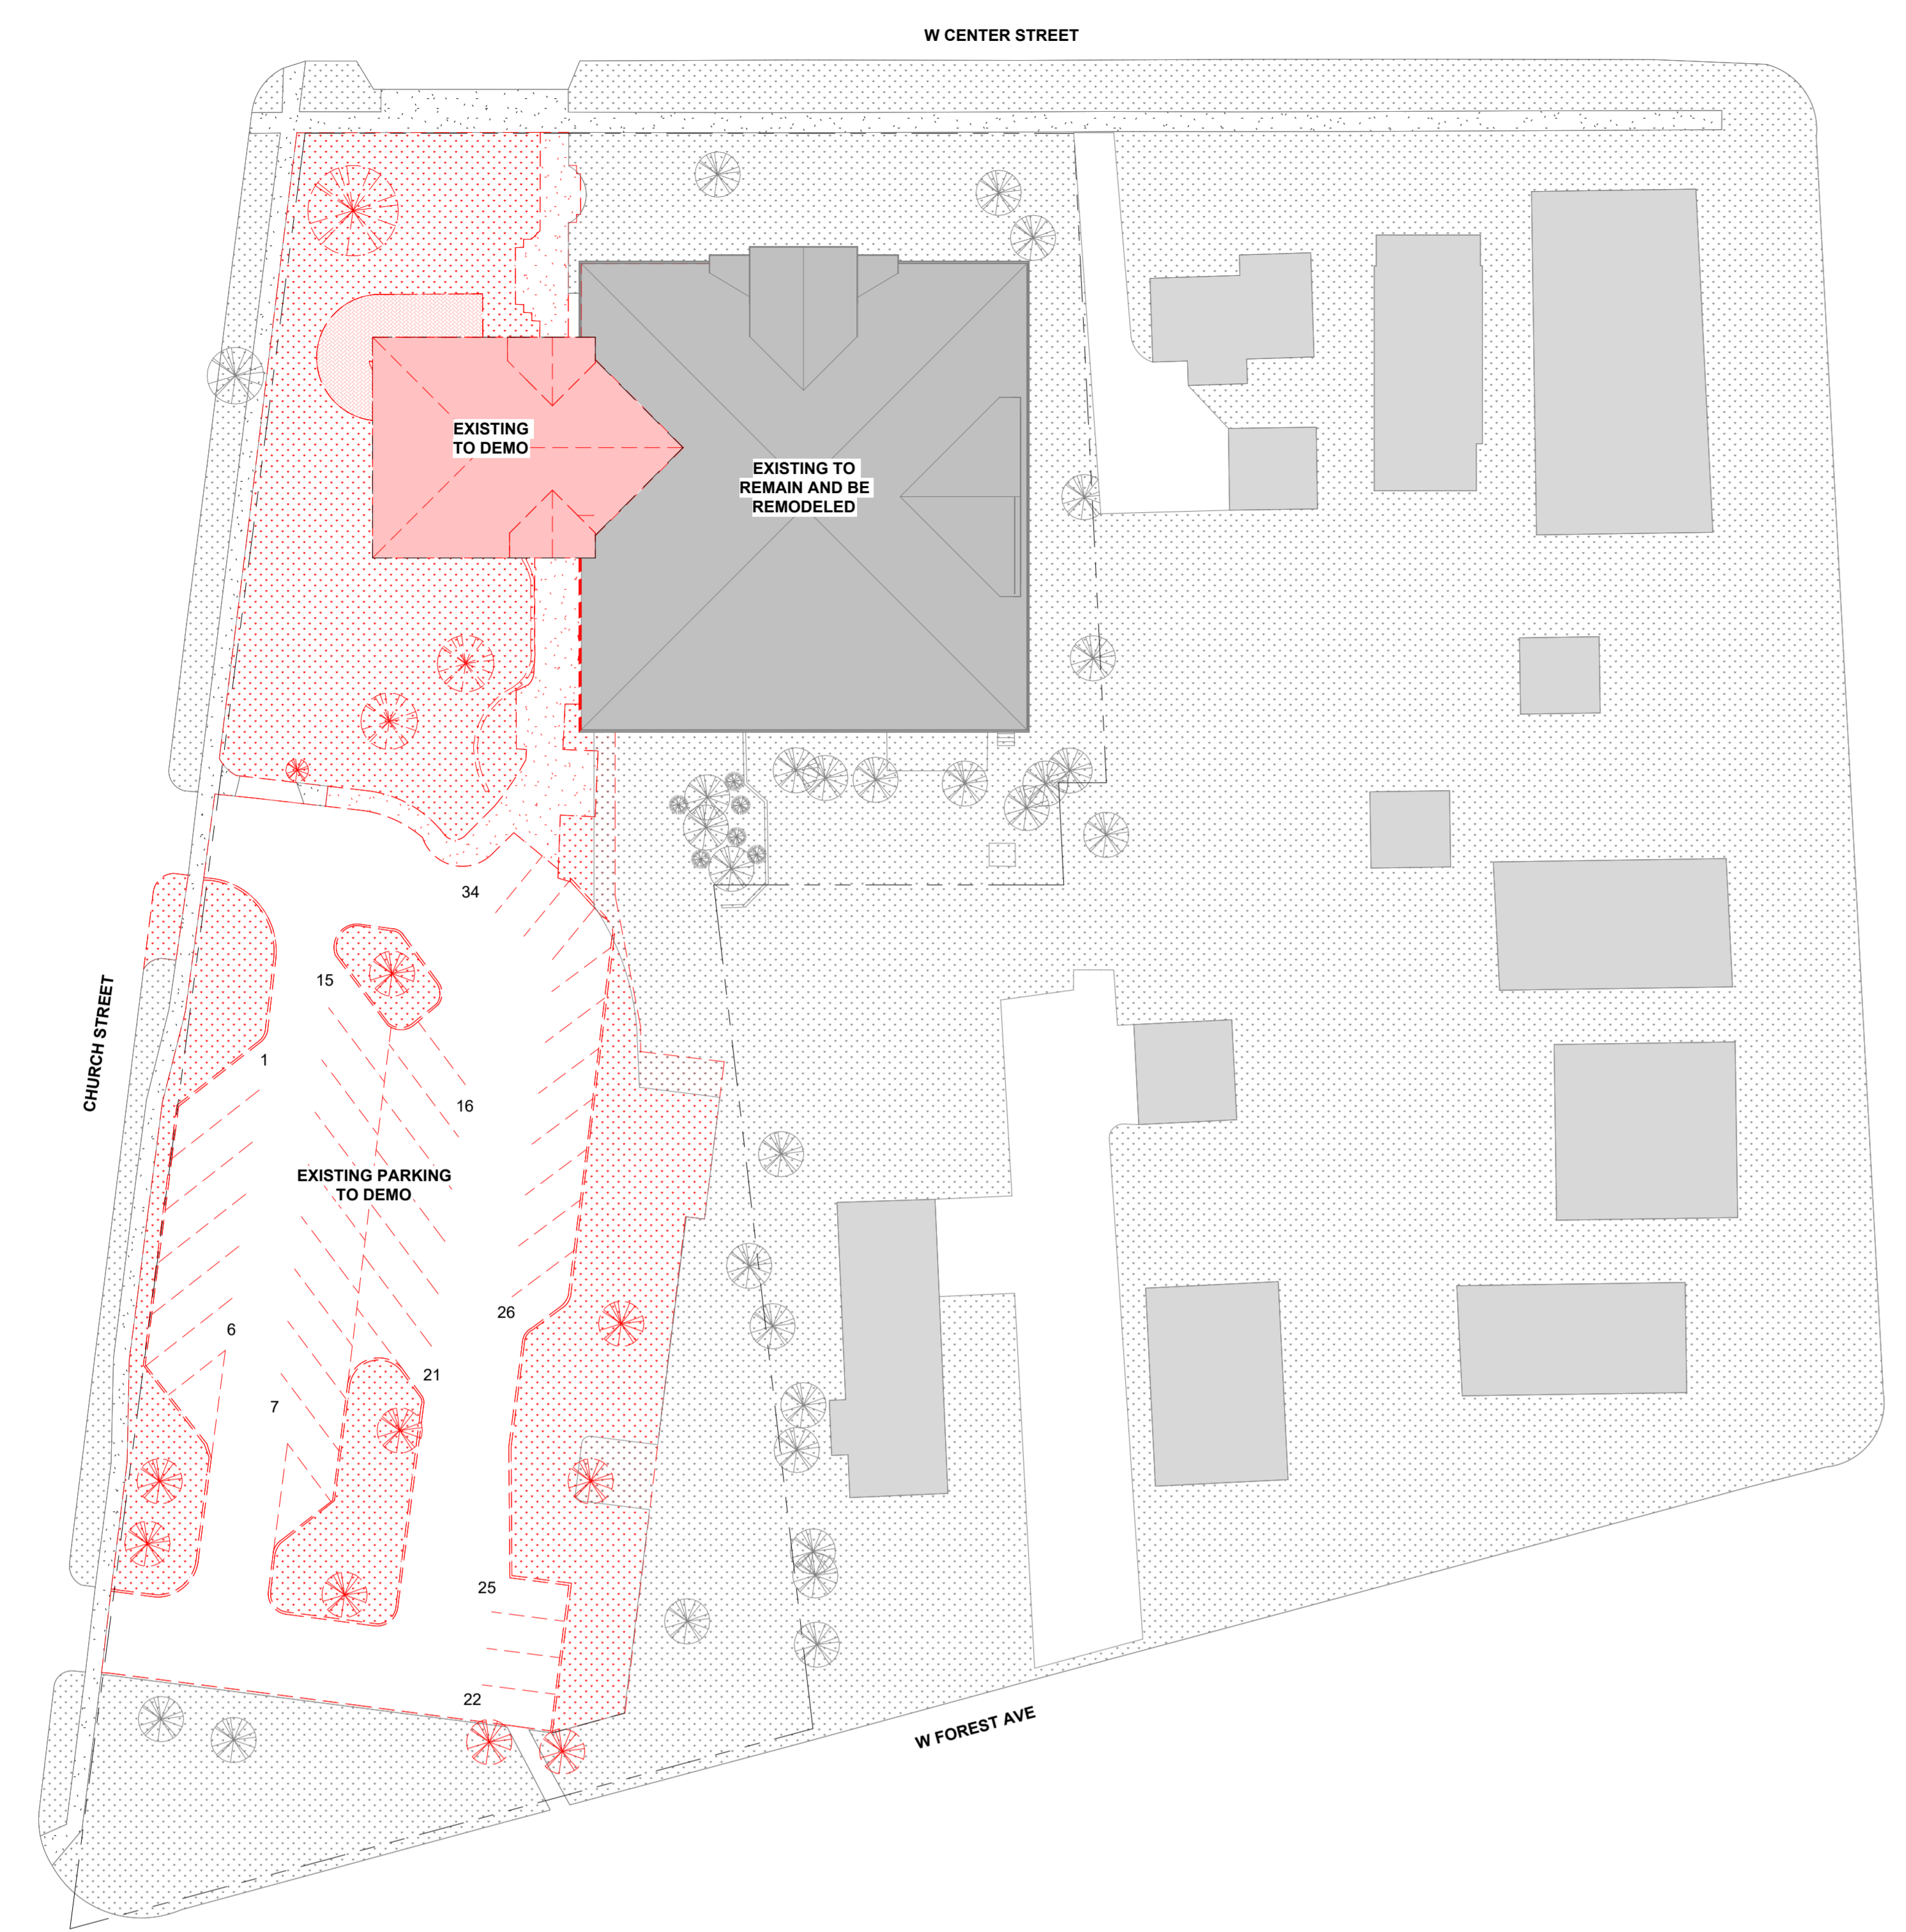 W CENTER STREET
EXISTING
TO DEMO
EXISTING TO
REMAIN AND BE
REMODELED
34
15
1
16
CHURCH STREET
EXISTING PARKING
TO DEMO
26
6
21
7
25
22
W FOREST AVE